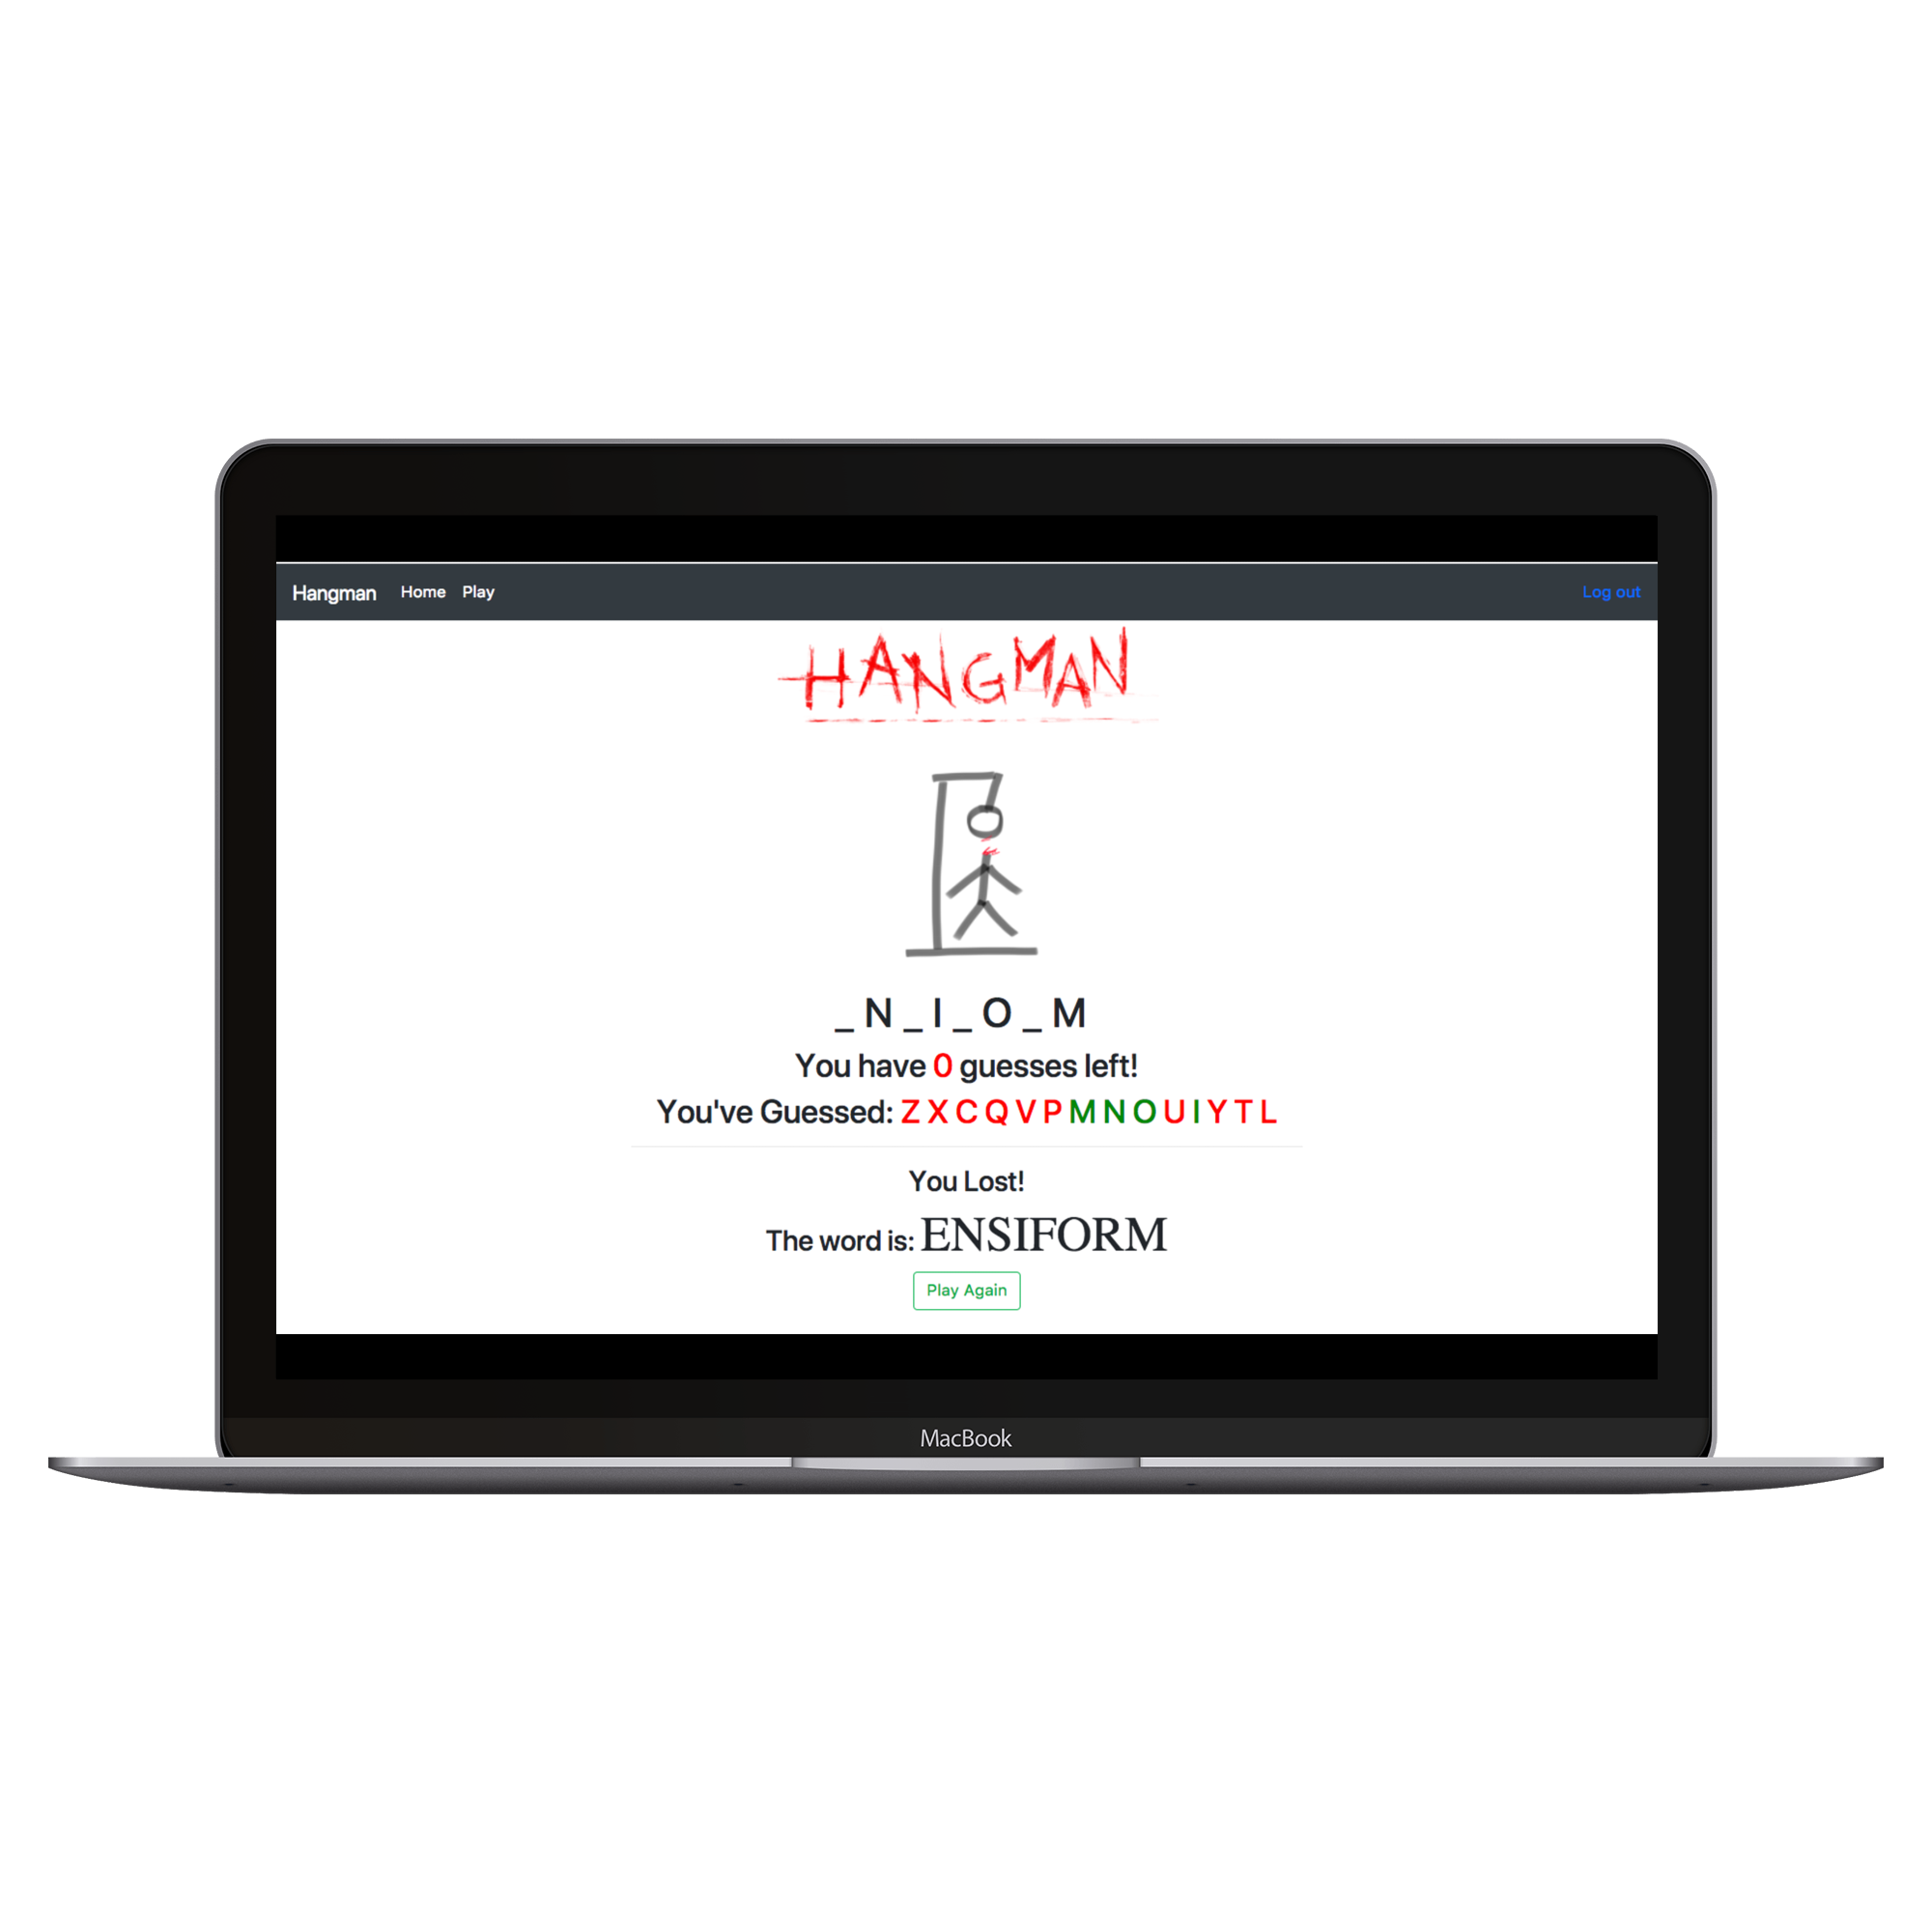 Hangman Home Play Log out
HANGMAN
_ N _ I _ O _ M
You have 0 guesses left!
You've Guessed: Z X C Q V P M N O U I Y T L
You Lost!
The word is: ENSIFORM
Play Again
MacBook